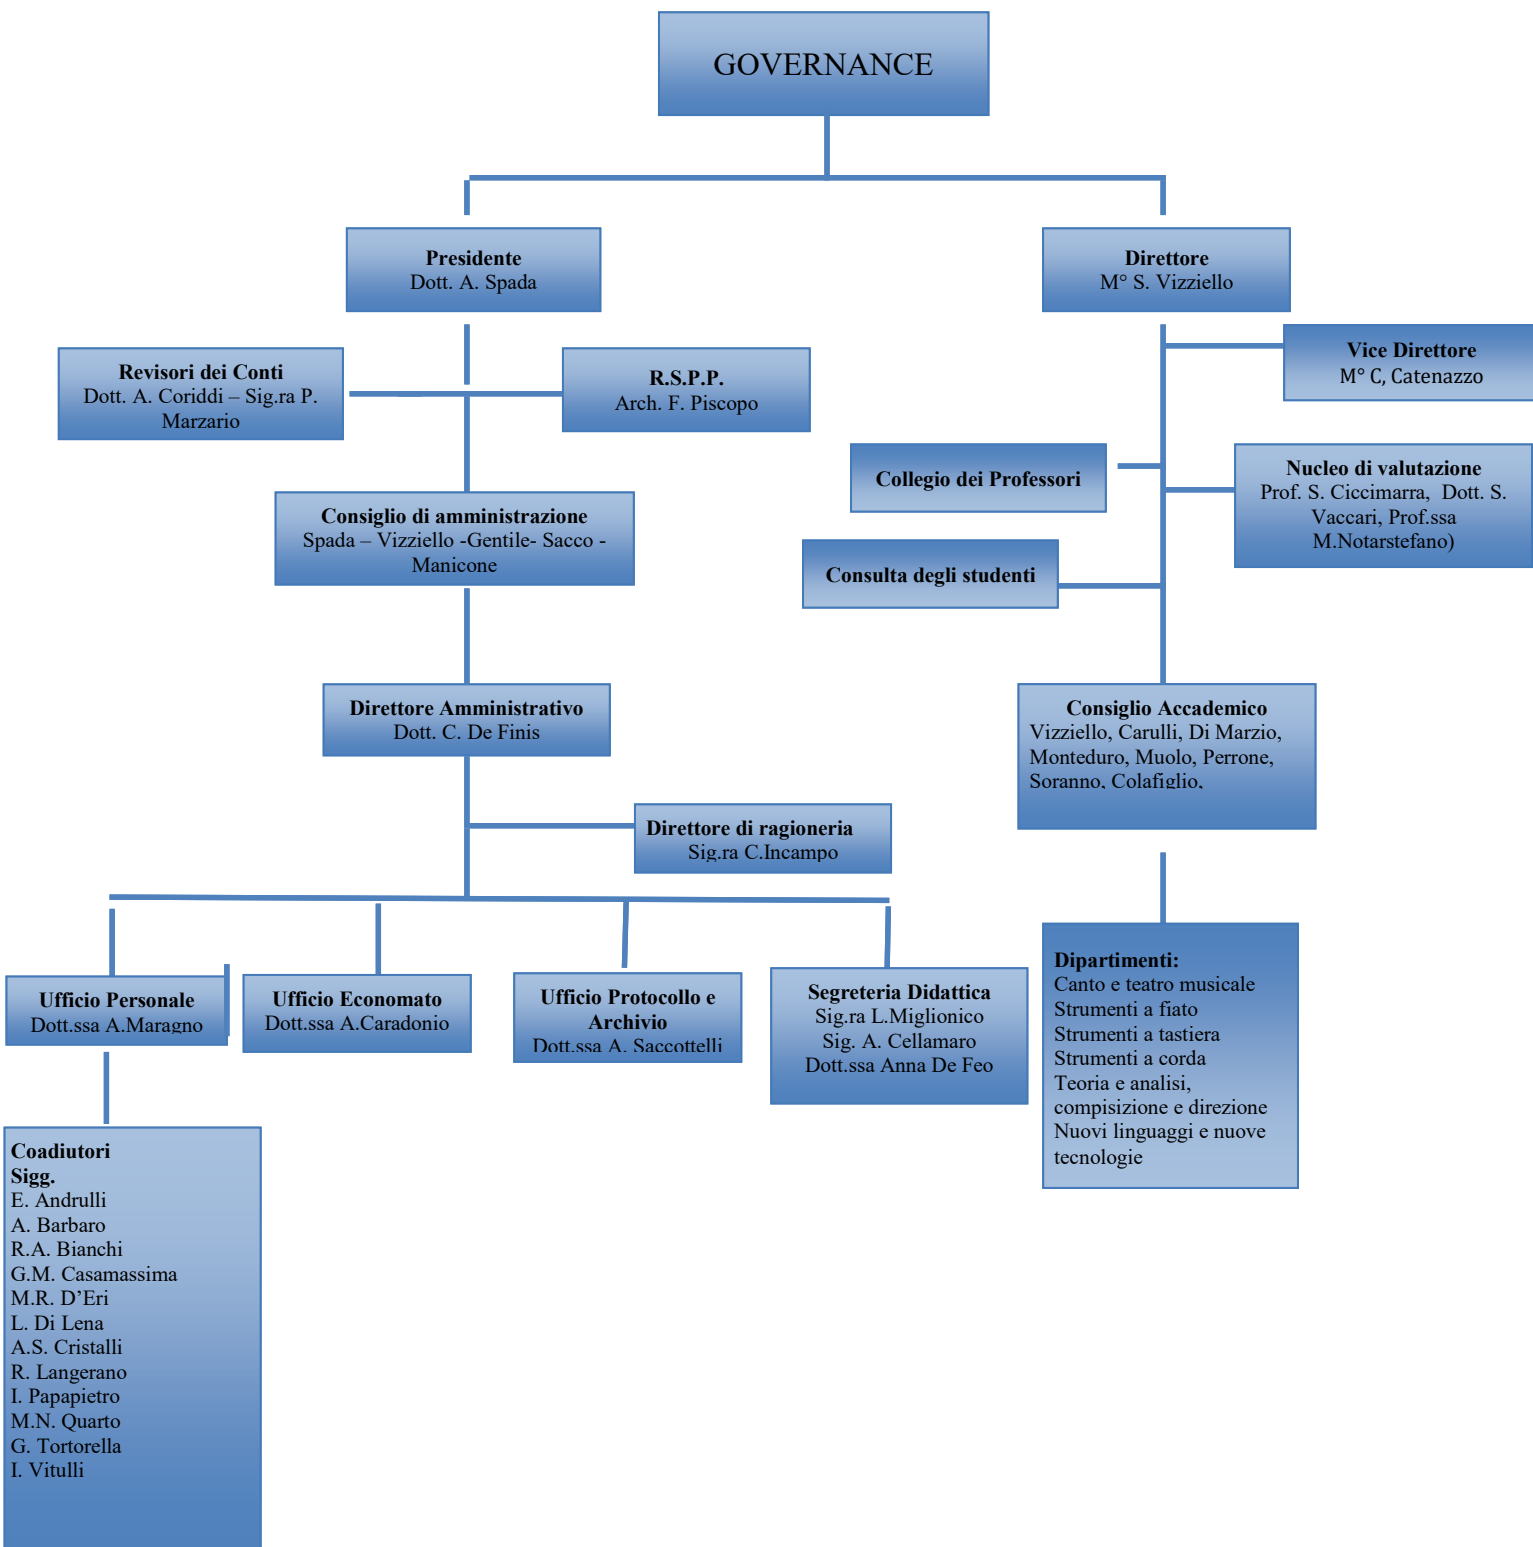 GOVERNANCE
Presidente
Dott. A. Spada
Direttore
M° S. Vizziello
Revisori dei Conti
Dott. A. Coriddi – Sig.ra P.
Marzario
R.S.P.P.
Arch. F. Piscopo
Vice Direttore
M° C, Catenazzo
Collegio dei Professori
Nucleo di valutazione
Prof. S. Ciccimarra, Dott. S.
Vaccari, Prof.ssa
M.Notarstefano)
Consiglio di amministrazione
Spada – Vizziello -Gentile- Sacco -
Manicone
Consulta degli studenti
Direttore Amministrativo
Dott. C. De Finis
Consiglio Accademico
Vizziello, Carulli, Di Marzio,
Monteduro, Muolo, Perrone,
Soranno, Colafiglio,
Direttore di ragioneria
Sig.ra C.Incampo
Ufficio Personale
Dott.ssa A.Maragno
Ufficio Economato
Dott.ssa A.Caradonio
Ufficio Protocollo e
Archivio
Dott.ssa A. Saccottelli
Segreteria Didattica
Sig.ra L.Miglionico
Sig. A. Cellamaro
Dott.ssa Anna De Feo
Dipartimenti:
Canto e teatro musicale
Strumenti a fiato
Strumenti a tastiera
Strumenti a corda
Teoria e analisi,
compisizione e direzione
Nuovi linguaggi e nuove
tecnologie
Coadiutori
Sigg.
E. Andrulli
A. Barbaro
R.A. Bianchi
G.M. Casamassima
M.R. D’Eri
L. Di Lena
A.S. Cristalli
R. Langerano
I. Papapietro
M.N. Quarto
G. Tortorella
I. Vitulli